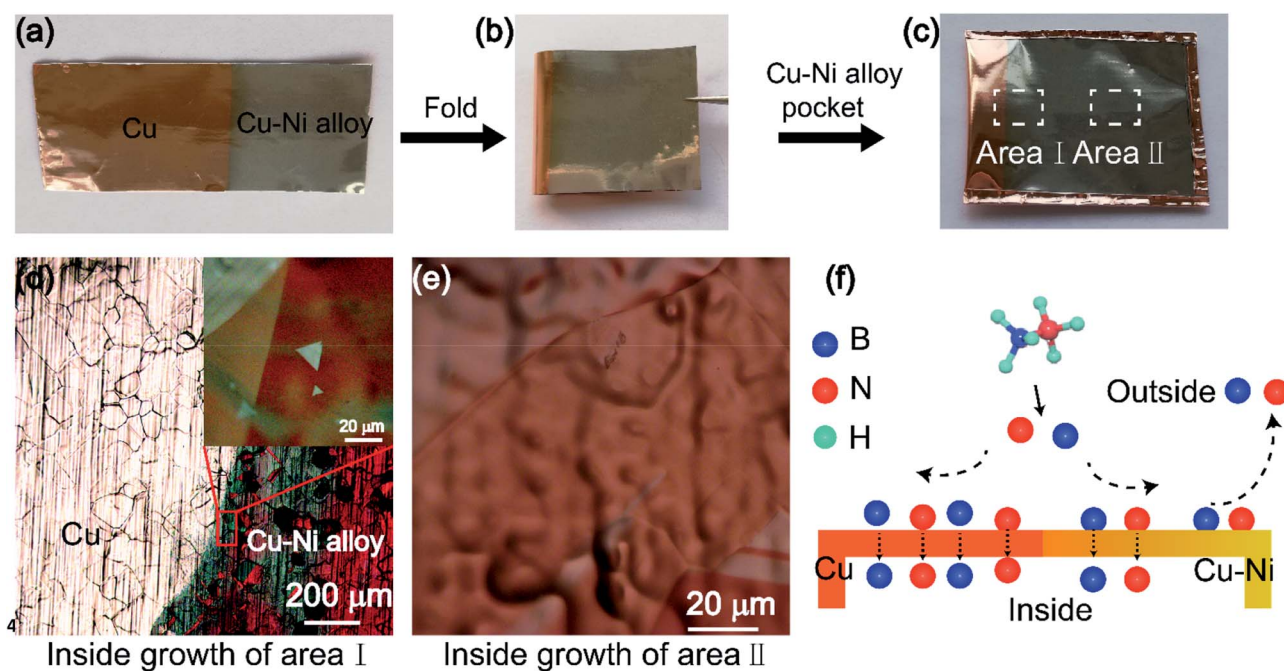 (a)
Cu
Cu-Ni alloy
Fold
(b)
Cu-Ni alloy
pocket
(c)
Area Ⅰ
Area Ⅱ
(d)
20 μm
Cu
Cu-Ni alloy
200 μm
4
Inside growth of area Ⅰ
(e)
20 μm
Inside growth of area Ⅱ
(f)
B
N
H
Outside
Cu
Cu-Ni
Inside